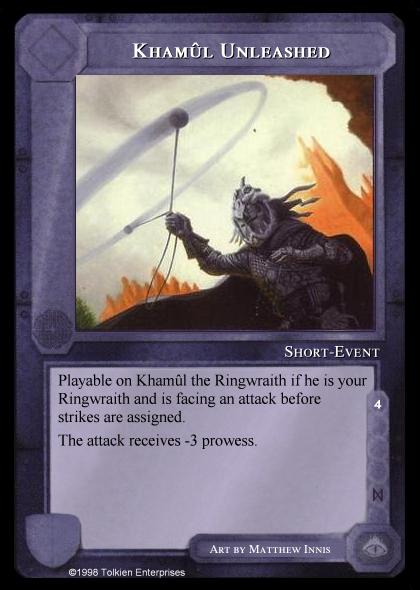 Khamûl Unleashed
Short-Event
Playable on Khamûl the Ringwraith if he is your
Ringwraith and is facing an attack before
strikes are assigned.
4
The attack receives -3 prowess.
Art by Matthew Innis
©1998 Tolkien Enterprises